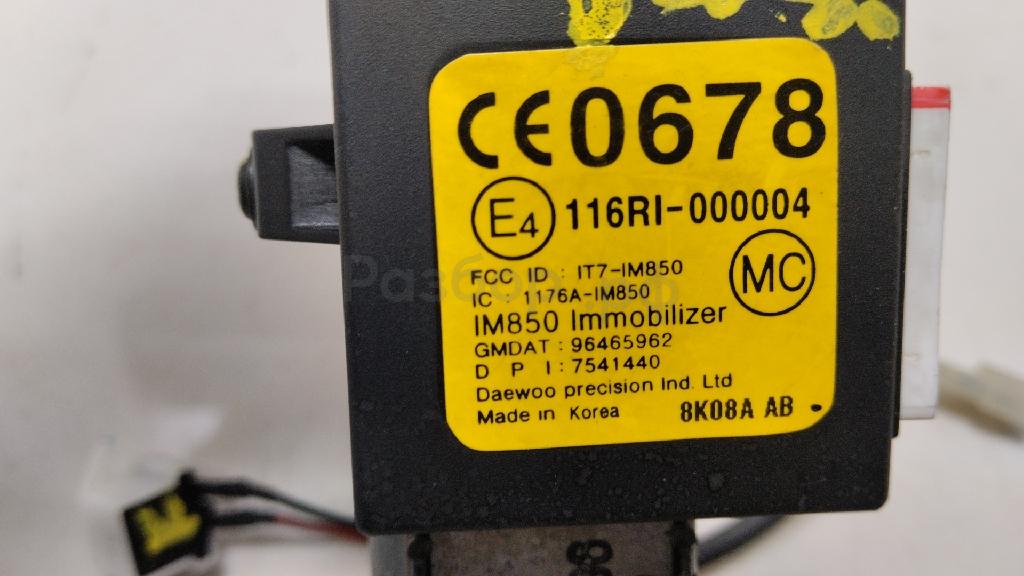 CE0678
E4 116RI-000004
MC
FCC ID : IT7-IM850
IC : 1176A-IM850
IM850 Immobilizer
GMDAT : 96465962
D P I : 7541440
Daewoo precision Ind. Ltd
Made in Korea 8K08A AB